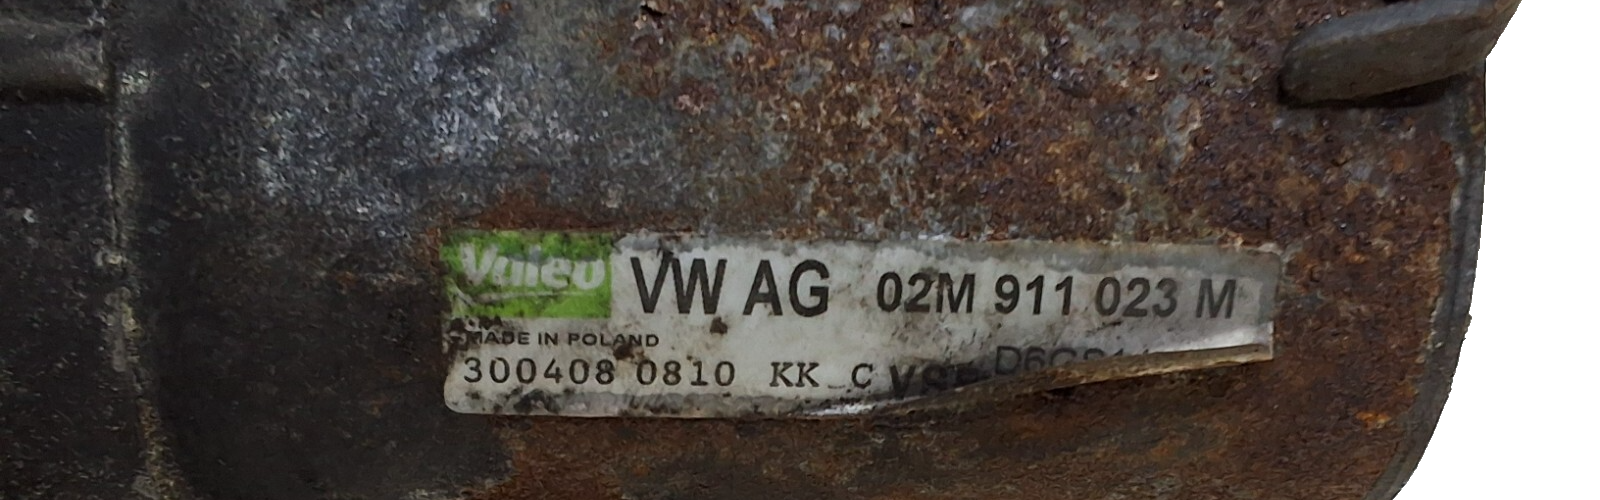 Valeo VW AG 02M 911 023 M
MADE IN POLAND
300408 0810 KK C